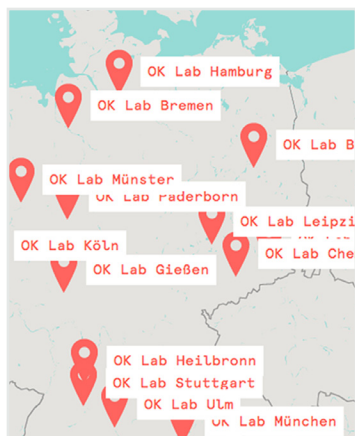 OK Lab Hamburg
OK Lab Bremen
OK Lab B
OK Lab Münster
OK Lab Paderborn
OK Lab Leipzi
OK Lab Köln
OK Lab Che
OK Lab Gießen
OK Lab Heilbronn
OK Lab Stuttgart
OK Lab Ulm
OK Lab München